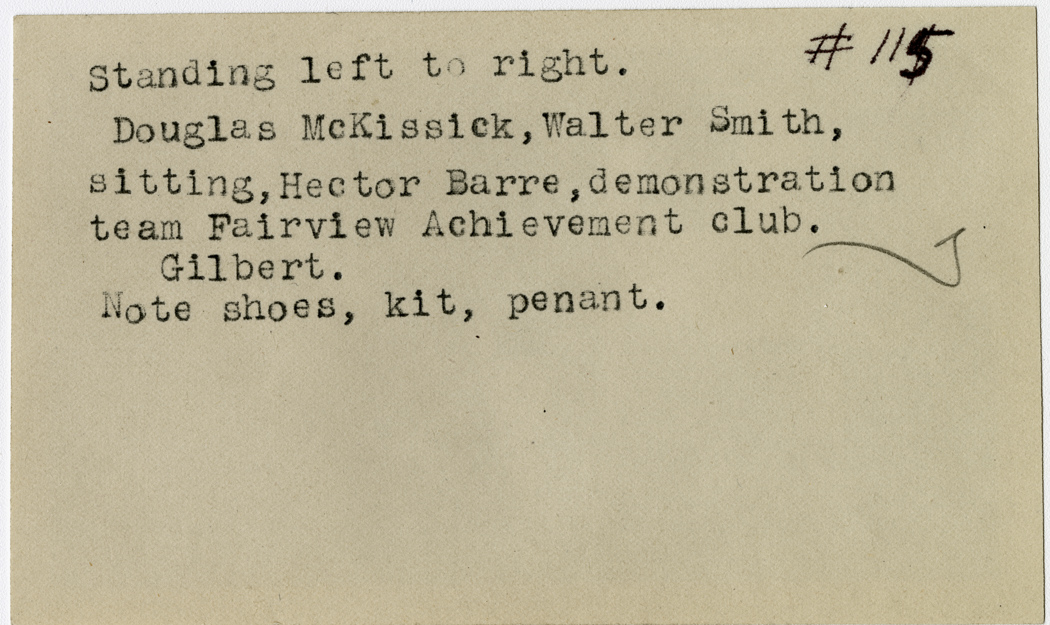 # 115
Standing left to right.
Douglas McKissick,Walter Smith,
sitting,Hector Barre,demonstration
team Fairview Achievement club.
Gilbert.
Note shoes, kit, penant.